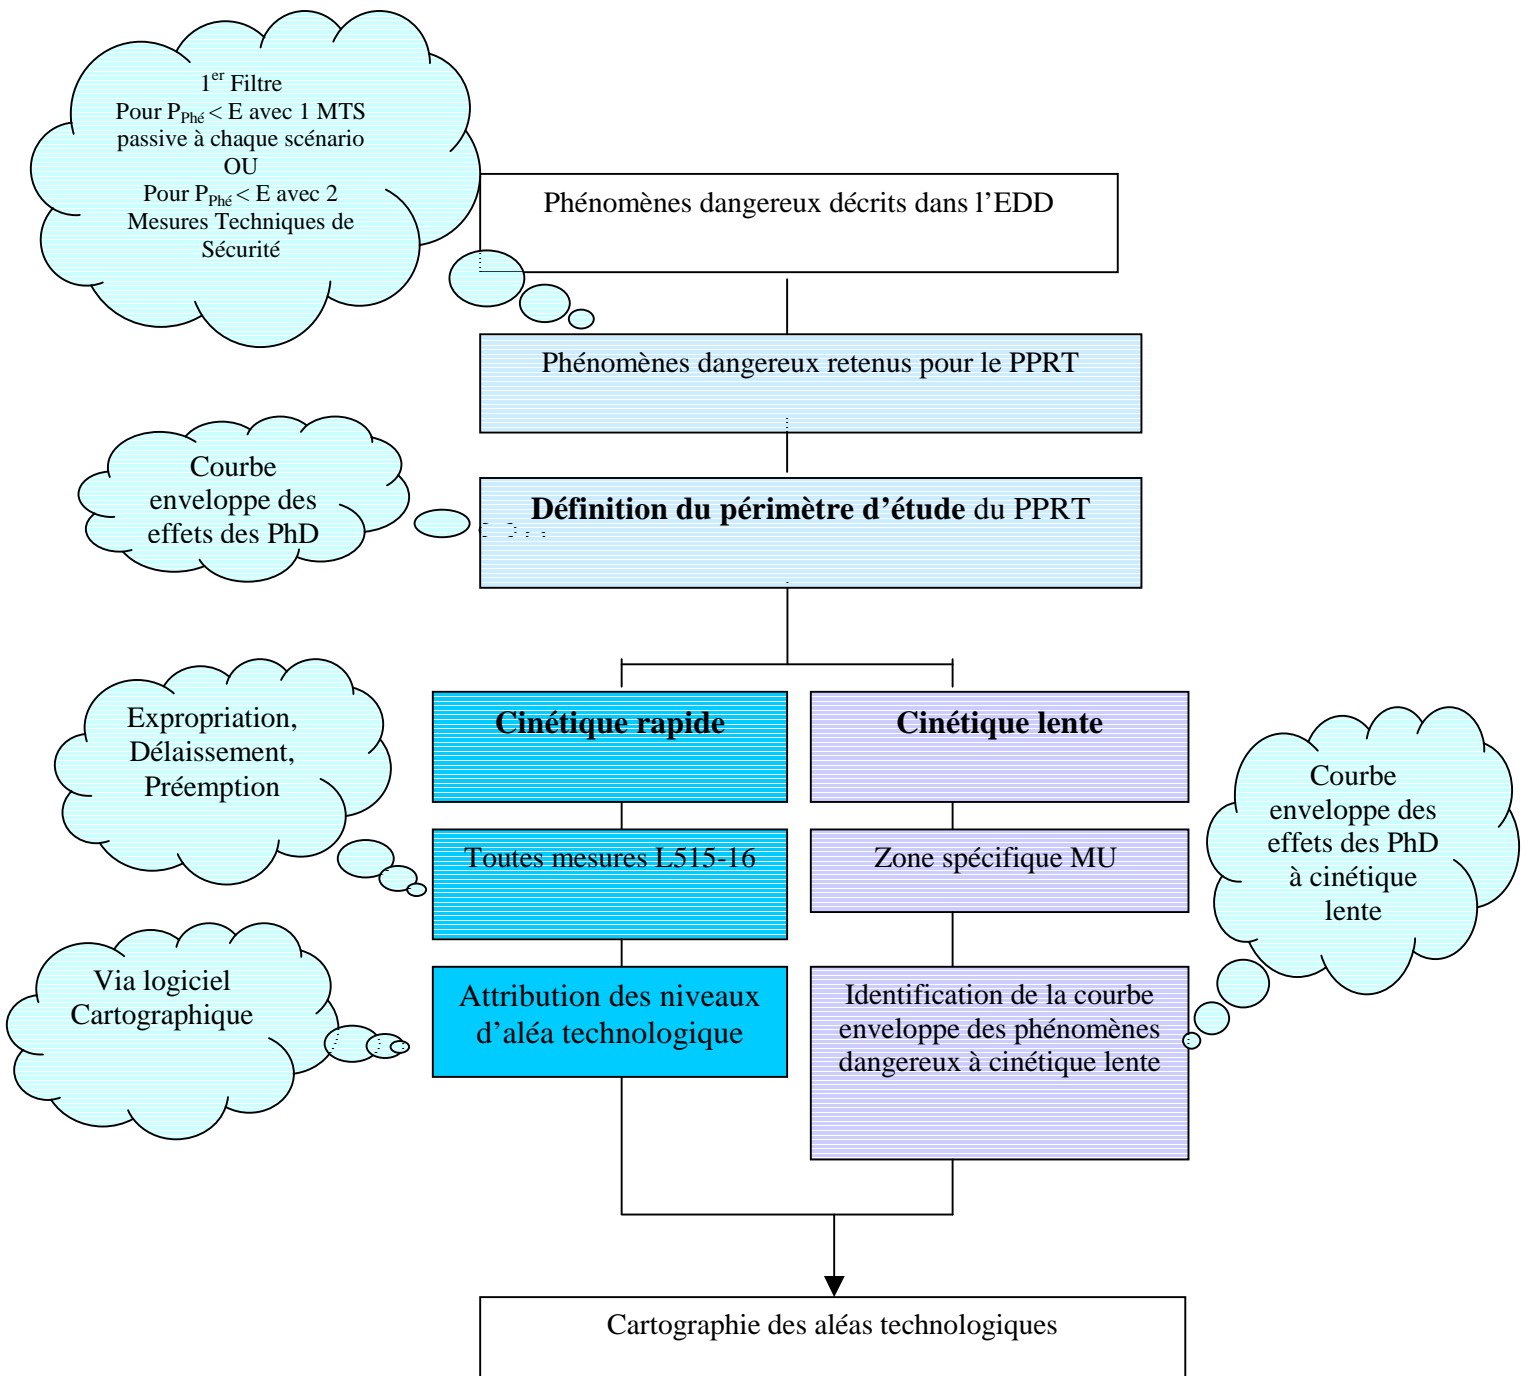 1er Filtre
Pour PPhé < E avec 1 MTS
passive à chaque scénario
OU
Pour PPhé < E avec 2
Mesures Techniques de
Sécurité
Phénomènes dangereux décrits dans l’EDD
Phénomènes dangereux retenus pour le PPRT
Courbe
enveloppe des
effets des PhD
Définition du périmètre d’étude du PPRT
Expropriation,
Délaissement,
Préemption
Cinétique rapide
Cinétique lente
Courbe
enveloppe des
effets des PhD
à cinétique
lente
Toutes mesures L515-16
Zone spécifique MU
Via logiciel
Cartographique
Attribution des niveaux
d’aléa technologique
Identification de la courbe
enveloppe des phénomènes
dangereux à cinétique lente
Cartographie des aléas technologiques